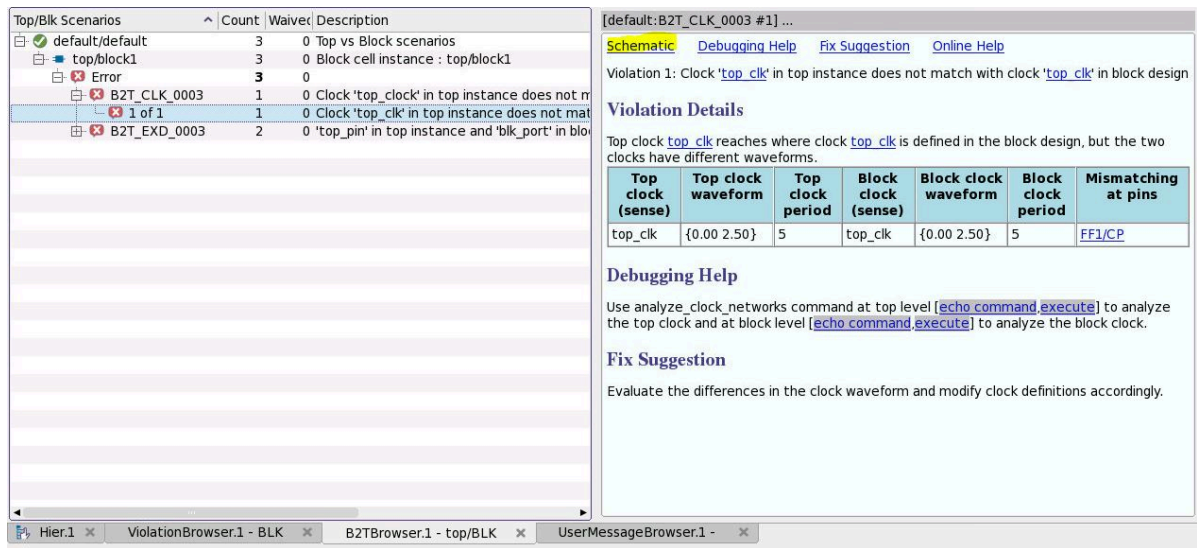 Top/Blk Scenarios Count Waived Description
default/default 3 0 Top vs Block scenarios
top/block1 3 0 Block cell instance : top/block1
Error 3 0
B2T_CLK_0003 1 0 Clock 'top_clock' in top instance does not m
1 of 1 1 0 Clock 'top_clk' in top instance does not mat
B2T_EXD_0003 2 0 'top_pin' in top instance and 'blk_port' in blo
Hier.1 ViolationBrowser.1 - BLK B2TBrowser.1 - top/BLK UserMessageBrowser.1 -
[default:B2T_CLK_0003 #1] ...
Schematic Debugging Help Fix Suggestion Online Help
Violation 1: Clock 'top_clk' in top instance does not match with clock 'top_clk' in block design
Violation Details
Top clock top_clk reaches where clock top_clk is defined in the block design, but the two
clocks have different waveforms.
Top clock (sense) Top clock waveform Top clock period Block clock (sense) Block clock waveform Block clock period Mismatching at pins
top_clk {0.00 2.50} 5 top_clk {0.00 2.50} 5 FF1/CP
Debugging Help
Use analyze_clock_networks command at top level [echo command,execute] to analyze
the top clock and at block level [echo command,execute] to analyze the block clock.
Fix Suggestion
Evaluate the differences in the clock waveform and modify clock definitions accordingly.